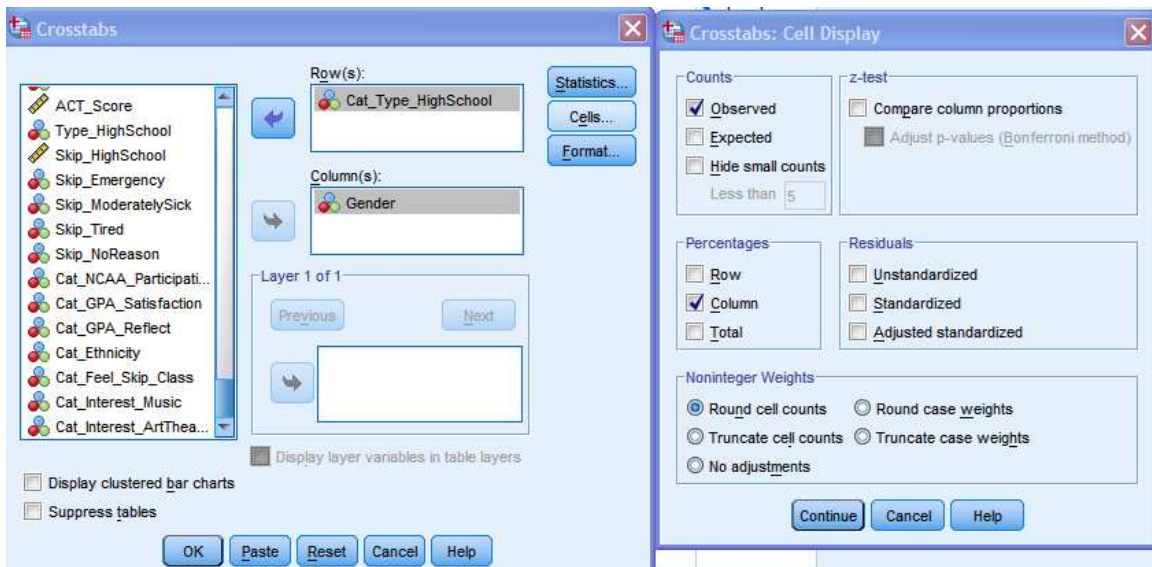 Crosstabs
Row(s):
Cat_Type_HighSchool
Statistics...
Cells...
Format...
ACT_Score
Type_HighSchool
Skip_HighSchool
Skip_Emergency
Skip_ModeratelySick
Skip_Tired
Skip_NoReason
Cat_NCAA_Participati...
Cat_GPA_Satisfaction
Cat_GPA_Reflect
Cat_Ethnicity
Cat_Feel_Skip_Class
Cat_Interest_Music
Cat_Interest_ArtThea...
Column(s):
Gender
Layer 1 of 1
Previous
Next
Display layer variables in table layers
Display clustered bar charts
Suppress tables
OK
Paste
Reset
Cancel
Help
Crosstabs: Cell Display
Counts
Observed
Expected
Hide small counts
Less than 5
z-test
Compare column proportions
Adjust p-values (Bonferroni method)
Percentages
Row
Column
Total
Residuals
Unstandardized
Standardized
Adjusted standardized
Noninteger Weights
Round cell counts
Round case weights
Truncate cell counts
Truncate case weights
No adjustments
Continue
Cancel
Help